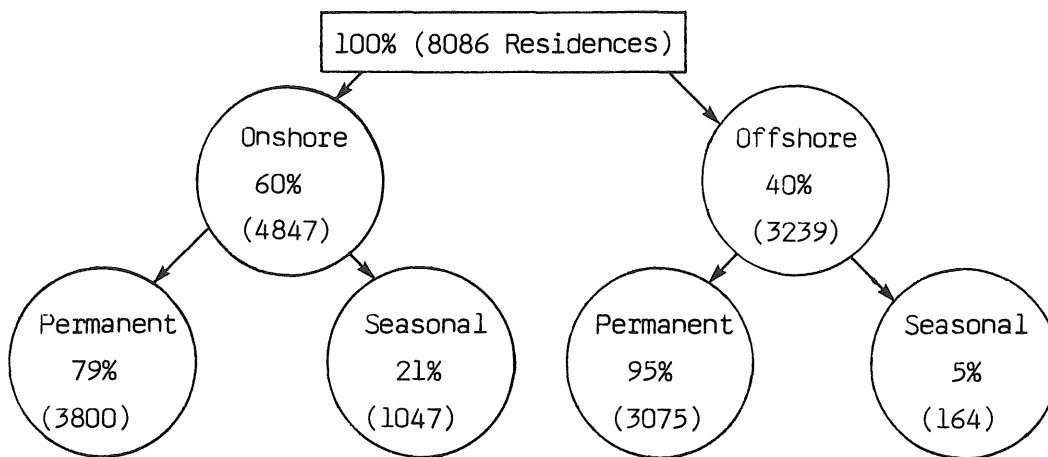 100% (8086 Residences)
Onshore
60%
(4847)
Offshore
40%
(3239)
Permanent
79%
(3800)
Seasonal
21%
(1047)
Permanent
95%
(3075)
Seasonal
5%
(164)